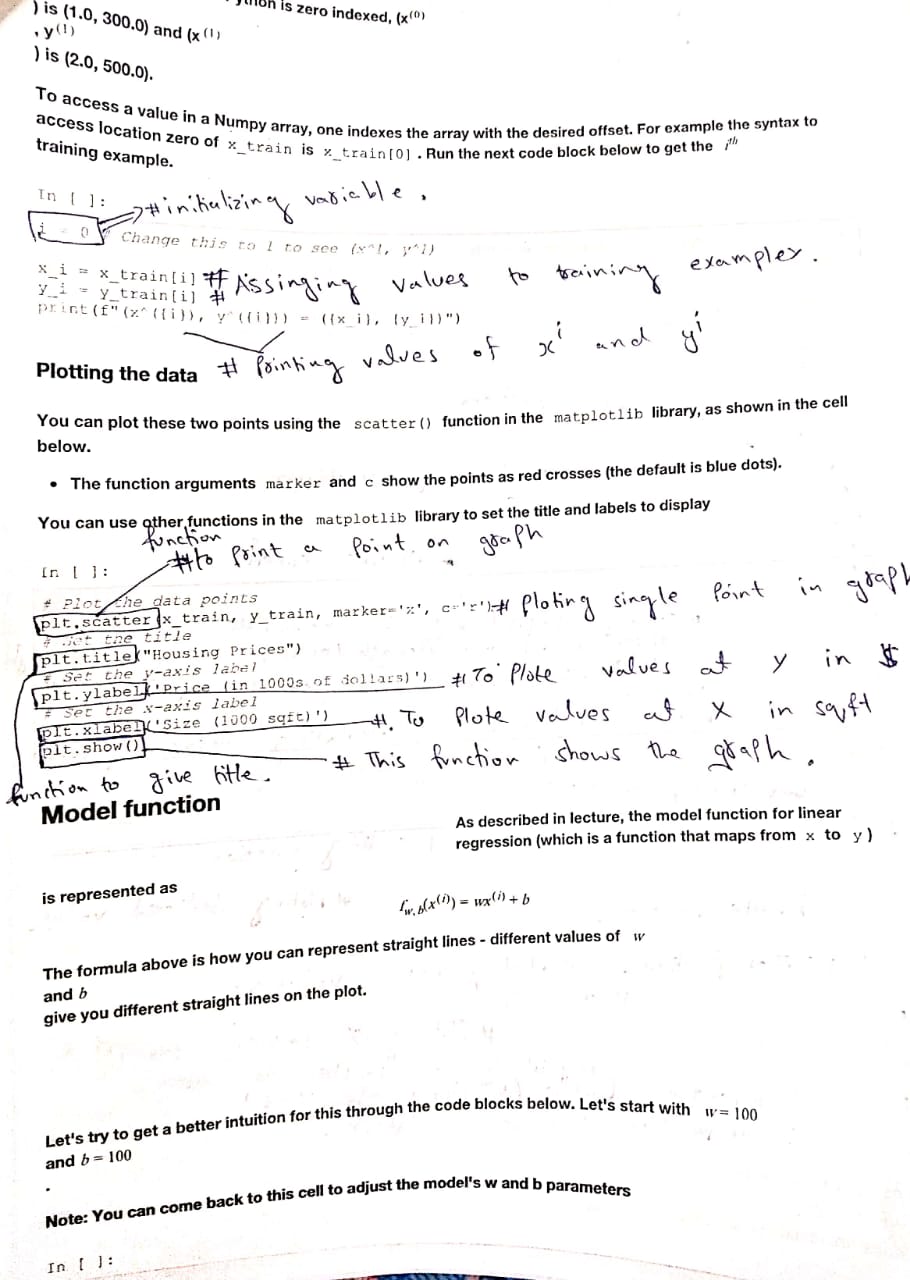 ) is (1.0, 300.0) and (x⁽¹⁾
is zero indexed, (x⁽⁰⁾
, y⁽¹⁾
) is (2.0, 500.0).
To access a value in a Numpy array, one indexes the array with the desired offset. For example the syntax to
access location zero of x_train is x_train[0] . Run the next code block below to get the iᵗʰ
training example.
In [ ]: #initializing variable.
i = 0 # Change this to 1 to see (x^1, y^1)
x_i = x_train[i] # Assinging values to training examples.
y_i = y_train[i] #
print(f"(x^({i}), y^({i})) = ({x_i}, {y_i})")
# Printing values of xⁱ and yⁱ
Plotting the data
You can plot these two points using the scatter() function in the matplotlib library, as shown in the cell
below.
• The function arguments marker and c show the points as red crosses (the default is blue dots).
You can use other functions in the matplotlib library to set the title and labels to display
function
#to print a point on graph
In [ ]:
# Plot the data points
plt.scatter(x_train, y_train, marker='x', c='r') # Ploting single point in graph
# Set the title
plt.title("Housing Prices")
# Set the y-axis label
plt.ylabel('Price (in 1000s of dollars)') # To Plote values at y in $
# Set the x-axis label
plt.xlabel('Size (1000 sqft)') # To Plote values at X in sqft
plt.show() # This function shows the graph.
function to give title.
Model function
As described in lecture, the model function for linear
regression (which is a function that maps from x to y )
is represented as
f_w,b(x⁽ⁱ⁾) = wx⁽ⁱ⁾ + b
The formula above is how you can represent straight lines - different values of w
and b
give you different straight lines on the plot.
Let's try to get a better intuition for this through the code blocks below. Let's start with w = 100
and b = 100
.
Note: You can come back to this cell to adjust the model's w and b parameters
In [ ]: